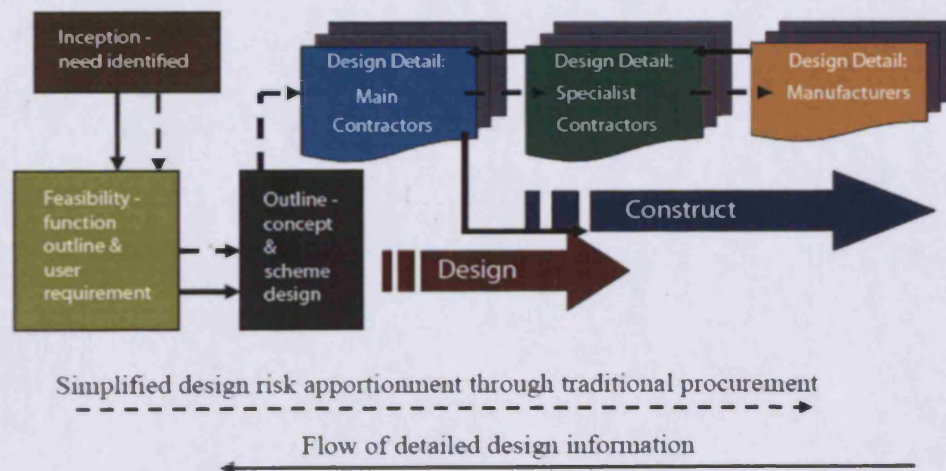 Inception -
need identified
Design Detail:
Main
Contractors
Design Detail:
Specialist
Contractors
Design Detail:
Manufacturers
Feasibility -
function
outline &
user
requirement
Outline -
concept
&
scheme
design
Design
Construct
Simplified design risk apportionment through traditional procurement
Flow of detailed design information